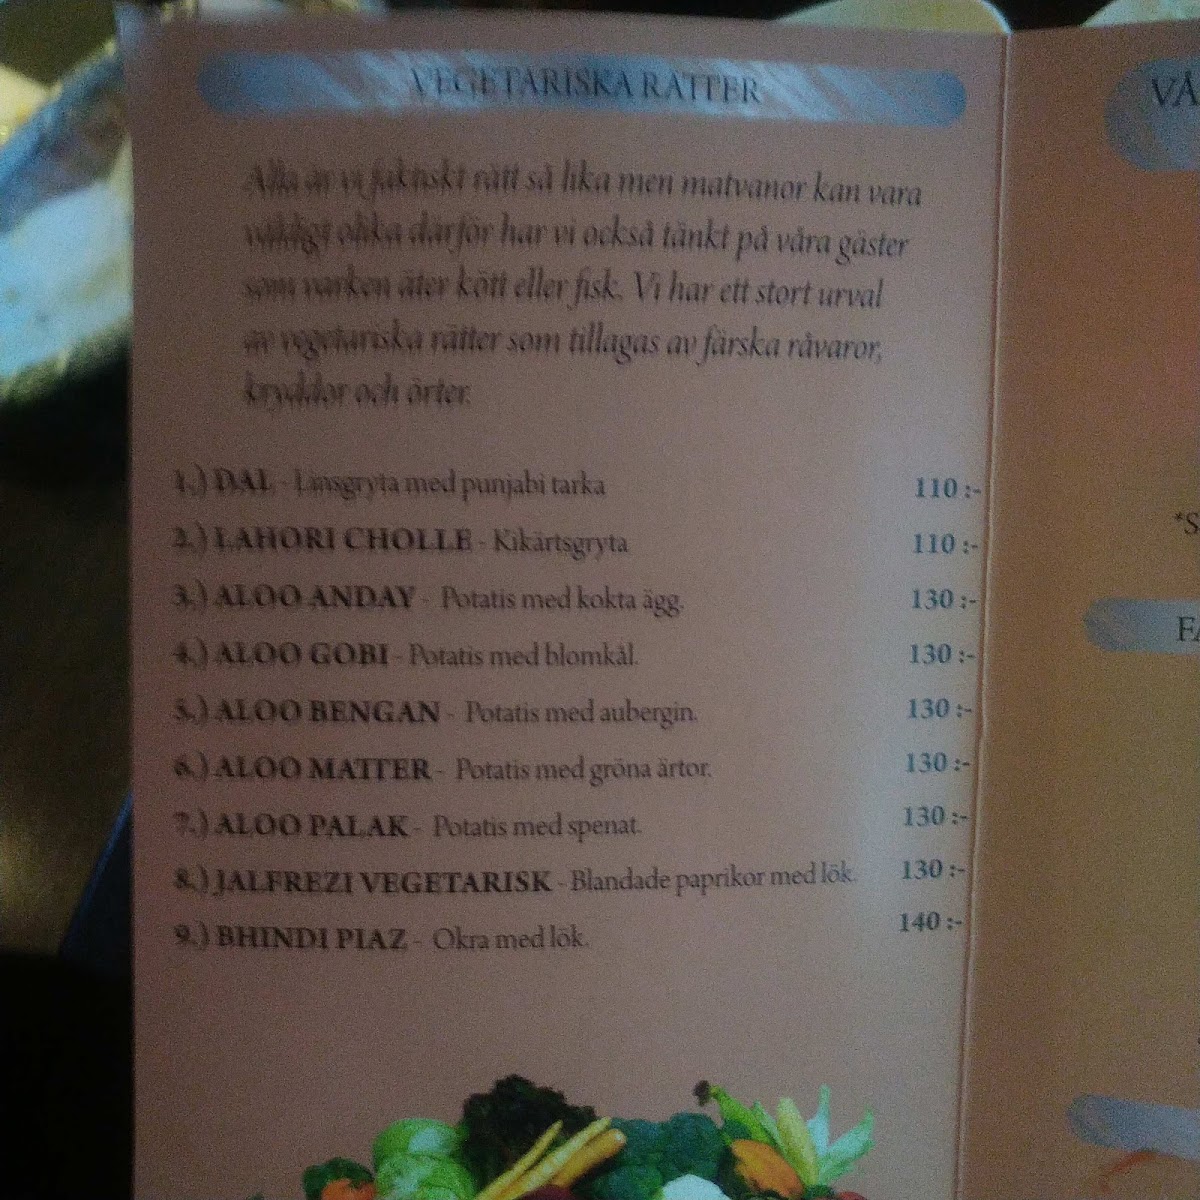 VEGETARISKA RÄTTER
Alla är vi faktiskt rätt så lika men matvanor kan vara
väldigt olika därför har vi också tänkt på våra gäster
som varken äter kött eller fisk. Vi har ett stort urval
av vegetariska rätter som tillagas av färska råvaror,
kryddor och örter.
1.) DAL - Linsgryta med punjabi tarka 110 :-
2.) LAHORI CHOLLE - Kikärtsgryta 110 :-
3.) ALOO ANDAY - Potatis med kokta ägg. 130 :-
4.) ALOO GOBI - Potatis med blomkål. 130 :-
5.) ALOO BENGAN - Potatis med aubergin. 130 :-
6.) ALOO MATTER - Potatis med gröna ärtor. 130 :-
7.) ALOO PALAK - Potatis med spenat. 130 :-
8.) JALFREZI VEGETARISK - Blandade paprikor med lök. 130 :-
9.) BHINDI PIAZ - Okra med lök. 140 :-
VÅ
*S
FA